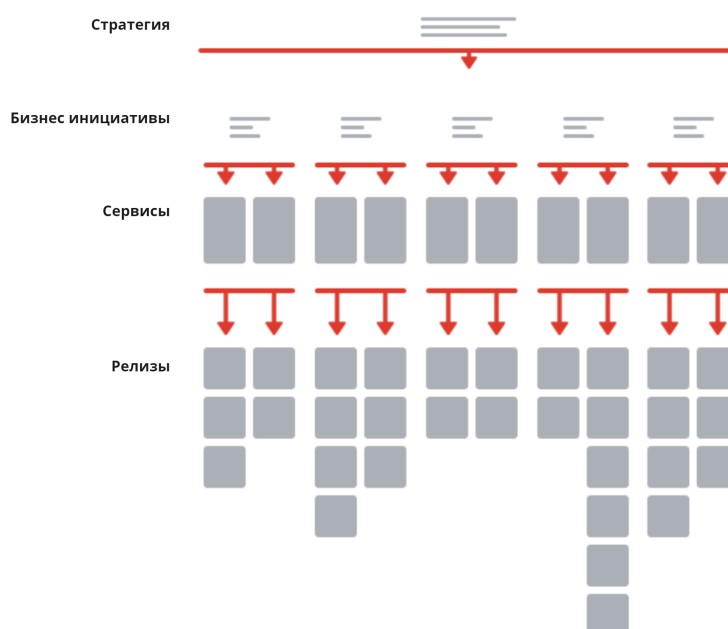 Стратегия
Бизнес инициативы
Сервисы
Релизы